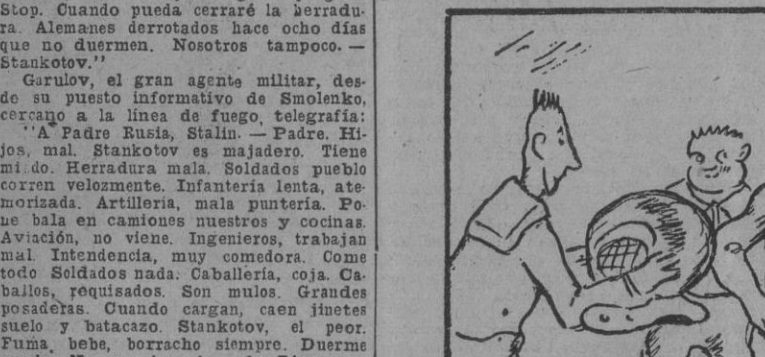 Stop. Cuando pueda cerraré la herradu-
ra. Alemanes derrotados hace ocho días
que no duermen. Nosotros tampoco. —
Stankotov."
Garulov, el gran agente militar, des-
de su puesto informativo de Smolenko,
cercano a la línea de fuego, telegrafía:
"A Padre Rusia, Stalin. — Padre. Hi-
jos, mal. Stankotov es majadero. Tiene
mi do. Herradura mala. Soldados pueblo
corren velozmente. Infantería lenta, ate-
morizada. Artillería, mala puntería. Po-
ne bala en camiones nuestros y cocinas.
Aviación, no viene. Ingenieros, trabajan
mal. Intendencia, muy comedora. Come
todo Soldados nada. Caballería, coja. Ca-
ballos, requisados. Son mulos. Grandes
posaderas. Cuando cargan, caen jinetes
suelo y batacazo. Stankotov, el peor.
Fuma, bebe, borracho siempre. Duerme